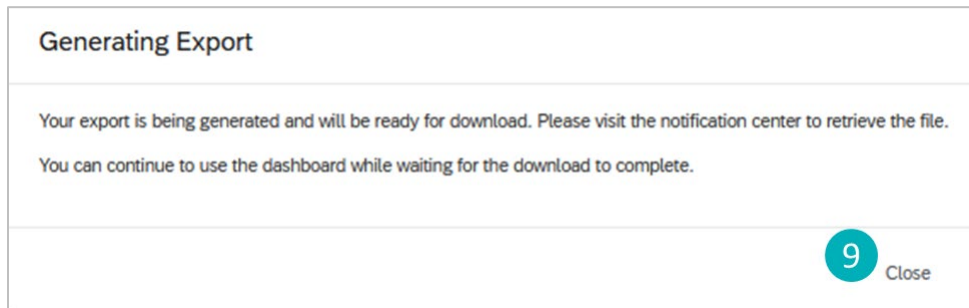 Generating Export
Your export is being generated and will be ready for download. Please visit the notification center to retrieve the file.
You can continue to use the dashboard while waiting for the download to complete.
9
Close